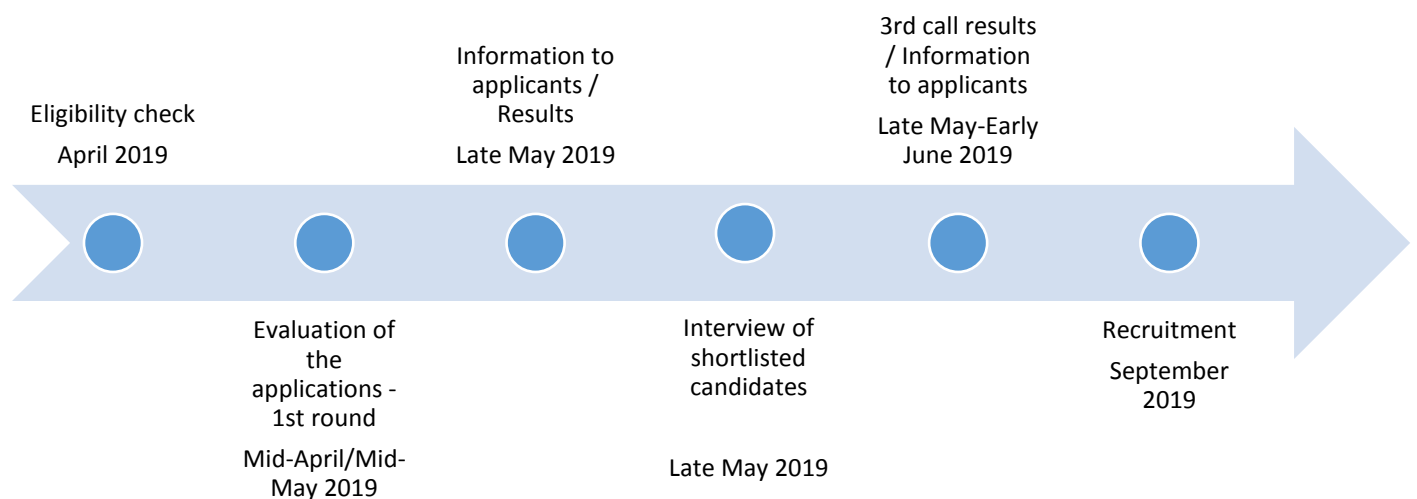 Eligibility check
April 2019
Evaluation of
the
applications -
1st round
Mid-April/Mid-
May 2019
Information to
applicants /
Results
Late May 2019
Interview of
shortlisted
candidates
Late May 2019
3rd call results
/ Information
to applicants
Late May-Early
June 2019
Recruitment
September
2019